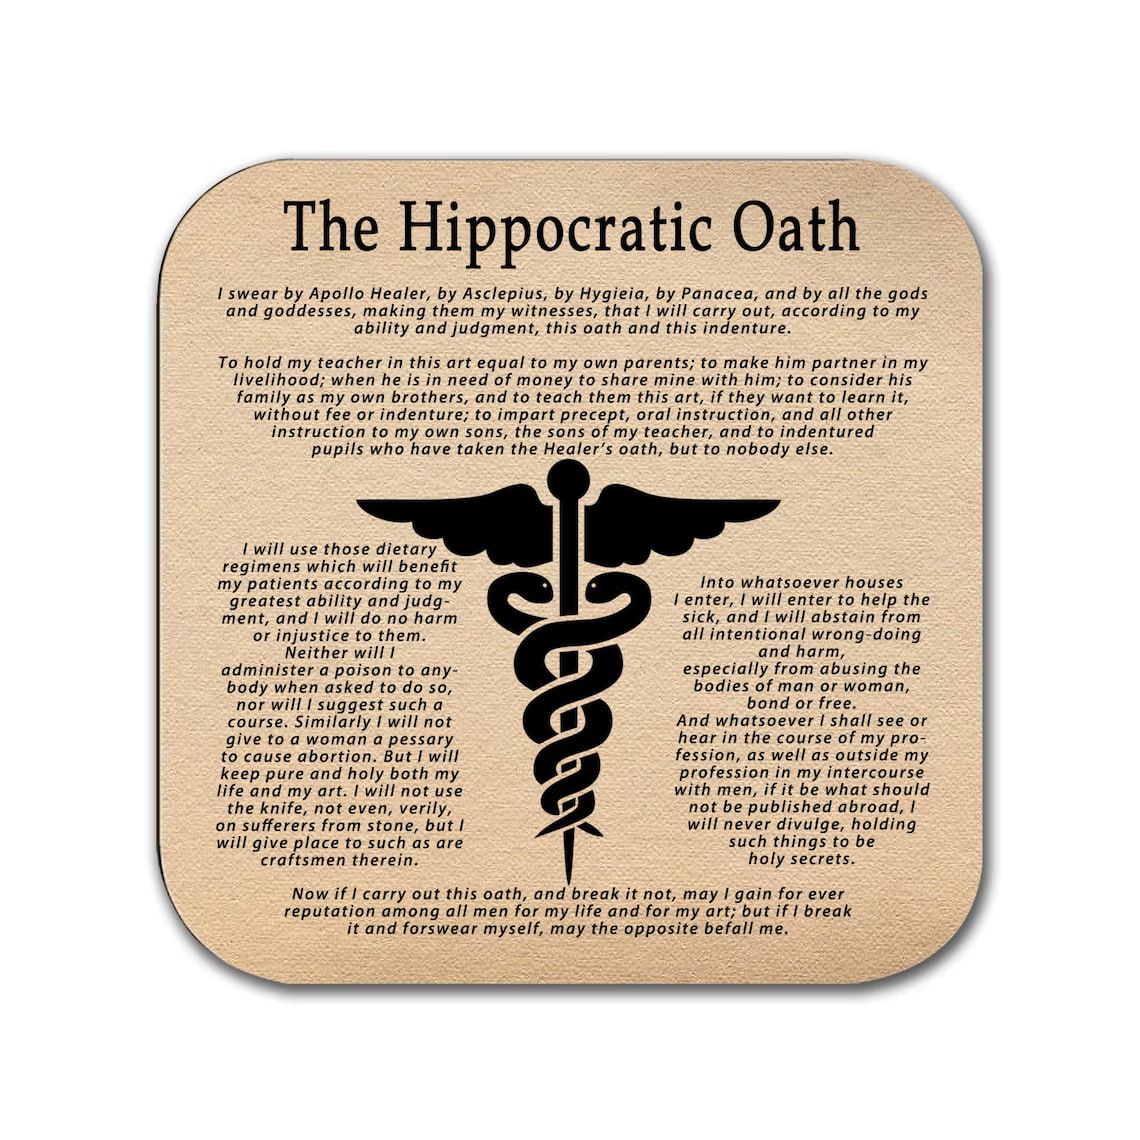 The Hippocratic Oath
I swear by Apollo Healer, by Asclepius, by Hygieia, by Panacea, and by all the gods
and goddesses, making them my witnesses, that I will carry out, according to my
ability and judgment, this oath and this indenture.
To hold my teacher in this art equal to my own parents; to make him partner in my
livelihood; when he is in need of money to share mine with him; to consider his
family as my own brothers, and to teach them this art, if they want to learn it,
without fee or indenture; to impart precept, oral instruction, and all other
instruction to my own sons, the sons of my teacher, and to indentured
pupils who have taken the Healer's oath, but to nobody else.
I will use those dietary
regimens which will benefit
my patients according to my
greatest ability and judg-
ment, and I will do no harm
or injustice to them.
Neither will I
administer a poison to any-
body when asked to do so,
nor will I suggest such a
course. Similarly I will not
give to a woman a pessary
to cause abortion. But I will
keep pure and holy both my
life and my art. I will not use
the knife, not even, verily,
on sufferers from stone, but I
will give place to such as are
craftsmen therein.
Into whatsoever houses
I enter, I will enter to help the
sick, and I will abstain from
all intentional wrong-doing
and harm,
especially from abusing the
bodies of man or woman,
bond or free.
And whatsoever I shall see or
hear in the course of my pro-
fession, as well as outside my
profession in my intercourse
with men, if it be what should
not be published abroad, I
will never divulge, holding
such things to be
holy secrets.
Now if I carry out this oath, and break it not, may I gain for ever
reputation among all men for my life and for my art; but if I break
it and forswear myself, may the opposite befall me.